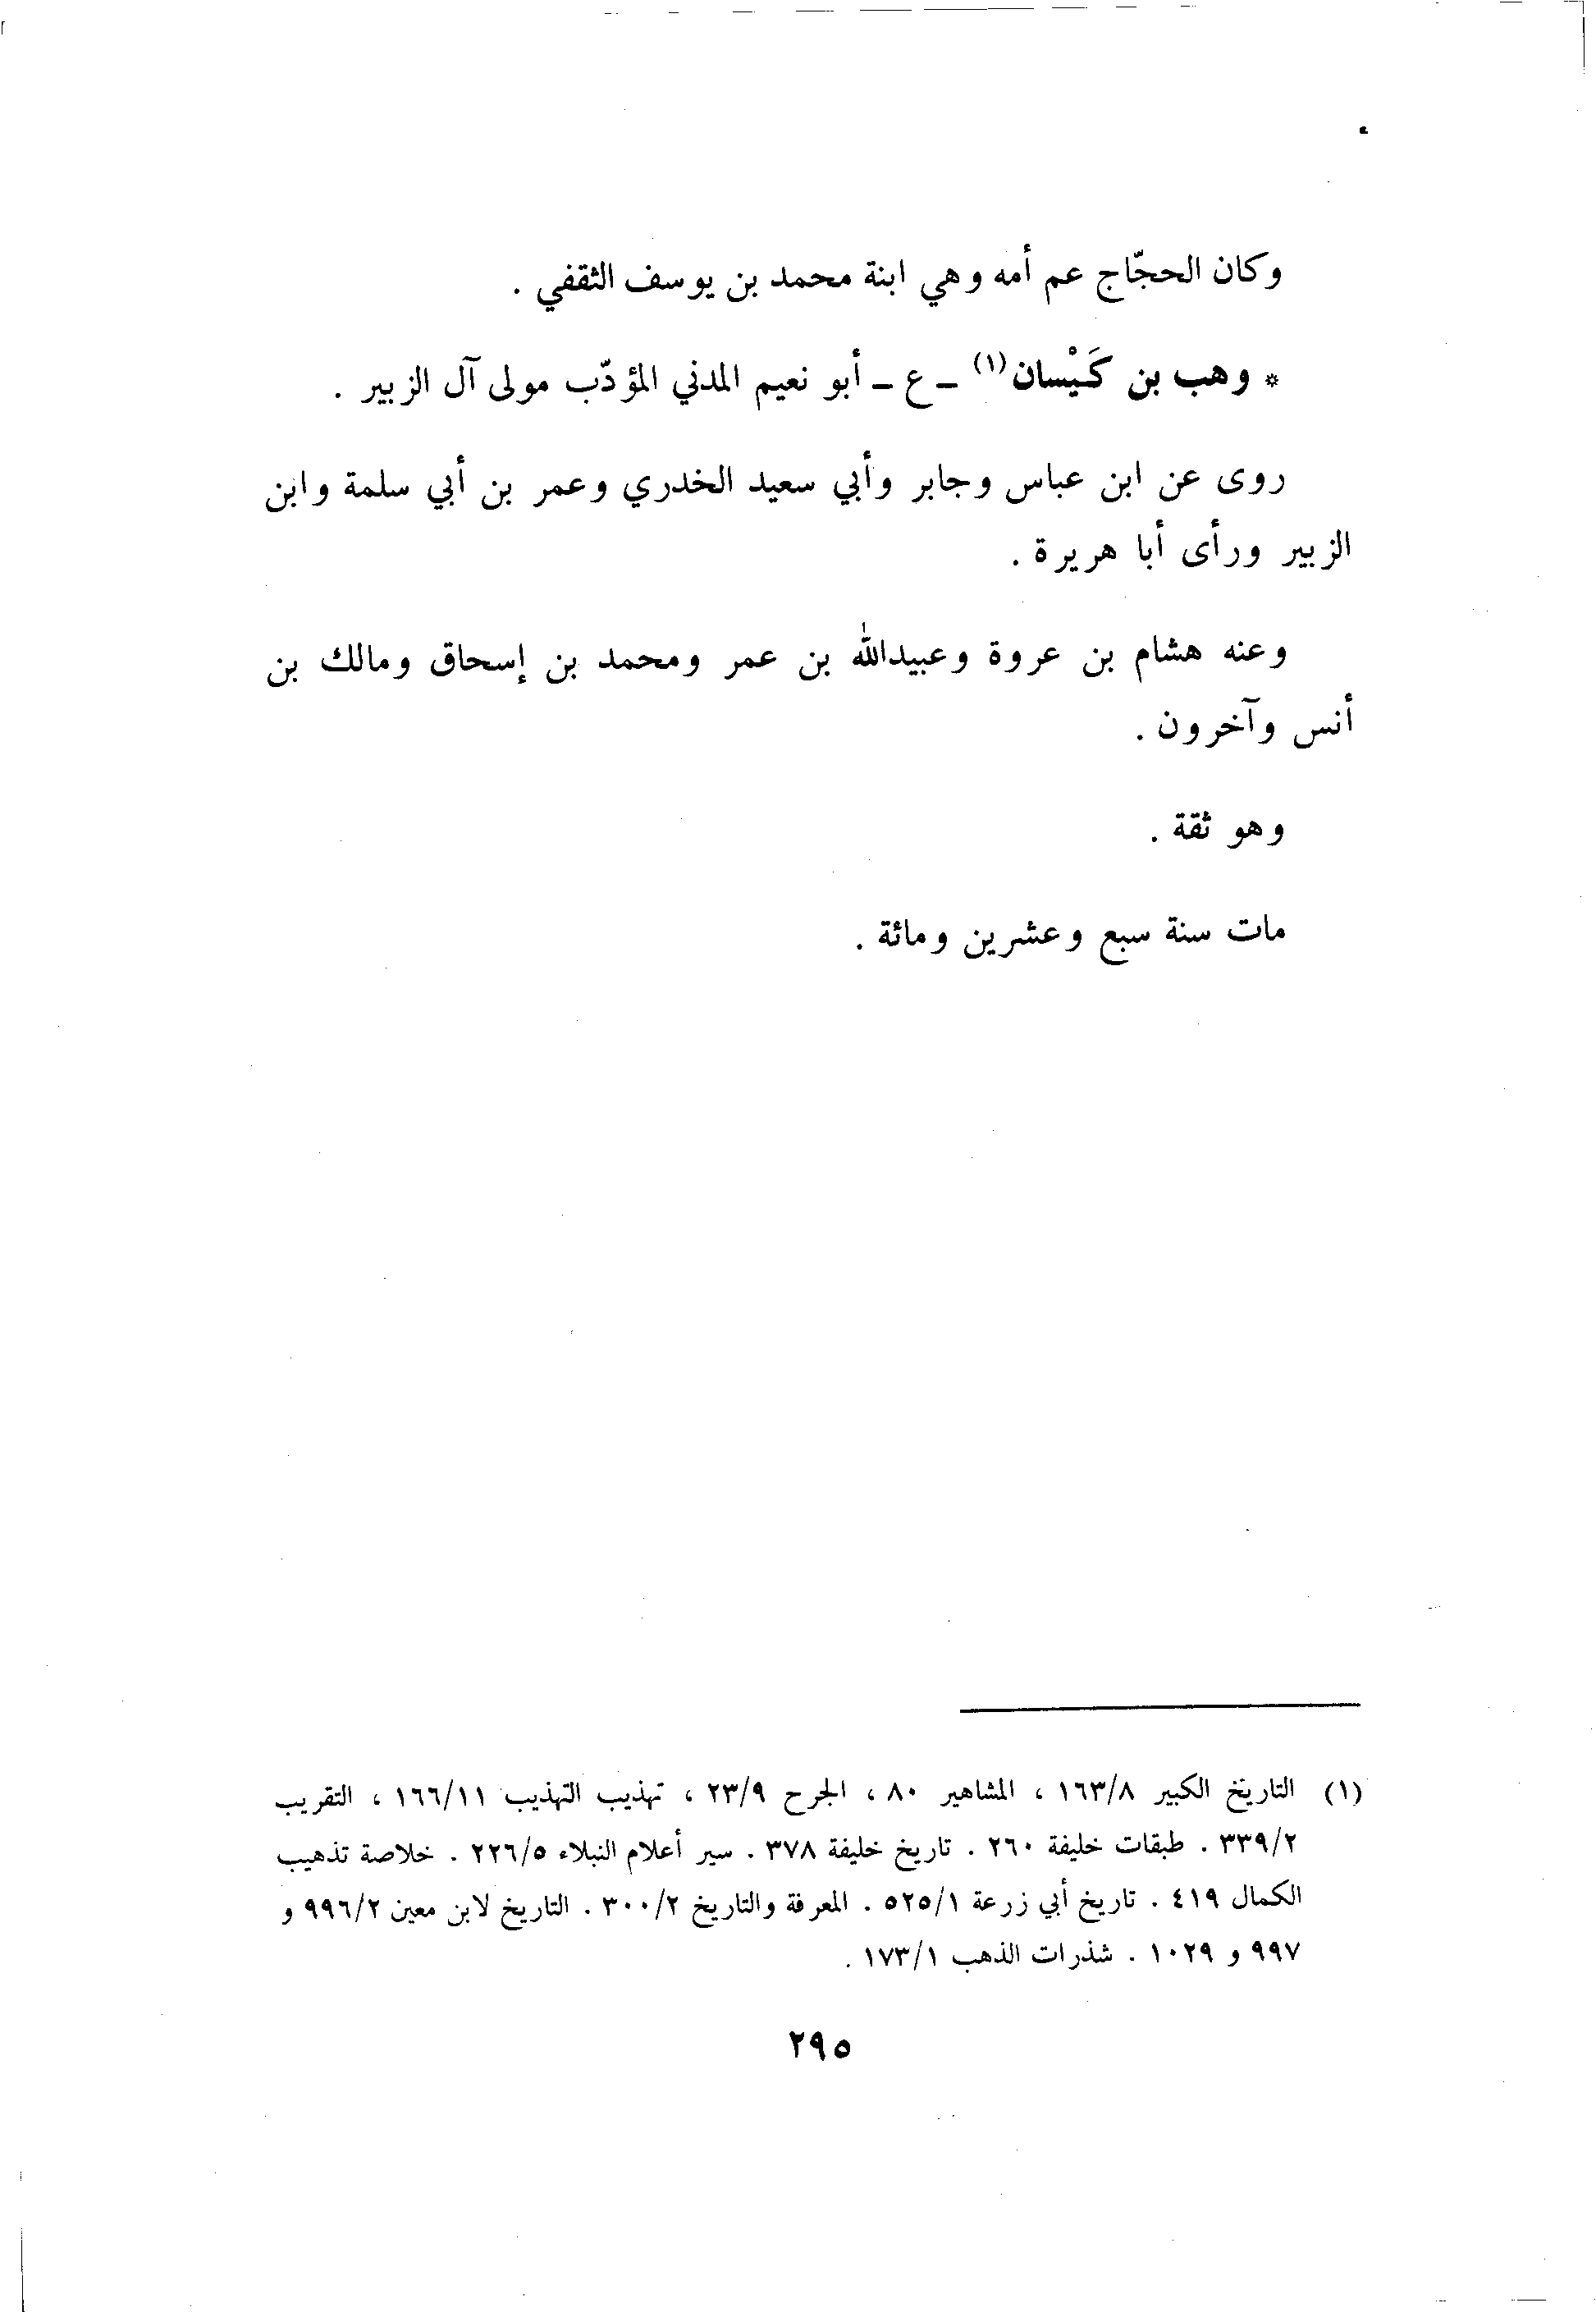 وكان الحجّاج عم أمه وهي ابنة محمد بن يوسف الثقفي .
* وهب بن كَيْسان(١) ـ ع ـ أبو نعيم المدني المؤدّب مولى آل الزبير .
روى عن ابن عباس وجابر وأبي سعيد الخدري وعمر بن أبي سلمة وابن
الزبير ورأى أبا هريرة .
وعنه هشام بن عروة وعبيدالله بن عمر ومحمد بن إسحاق ومالك بن
أنس وآخرون .
وهو ثقة .
مات سنة سبع وعشرين ومائة .
(١) التاريخ الكبير ١٦٣/٨ ، المشاهير ٨٠ ، الجرح ٢٣/٩ ، تهذيب التهذيب ١٦٦/١١ ، التقريب
٣٣٩/٢ . طبقات خليفة ٢٦٠ . تاريخ خليفة ٣٧٨ . سير أعلام النبلاء ٢٢٦/٥ . خلاصة تذهيب
الكمال ٤١٩ . تاريخ أبي زرعة ٥٢٥/١ . المعرفة والتاريخ ٣٠٠/٢ . التاريخ لابن معين ٩٩٦/٢ و
٩٩٧ و ١٠٢٩ . شذرات الذهب ١٧٣/١ .
٢٩٥